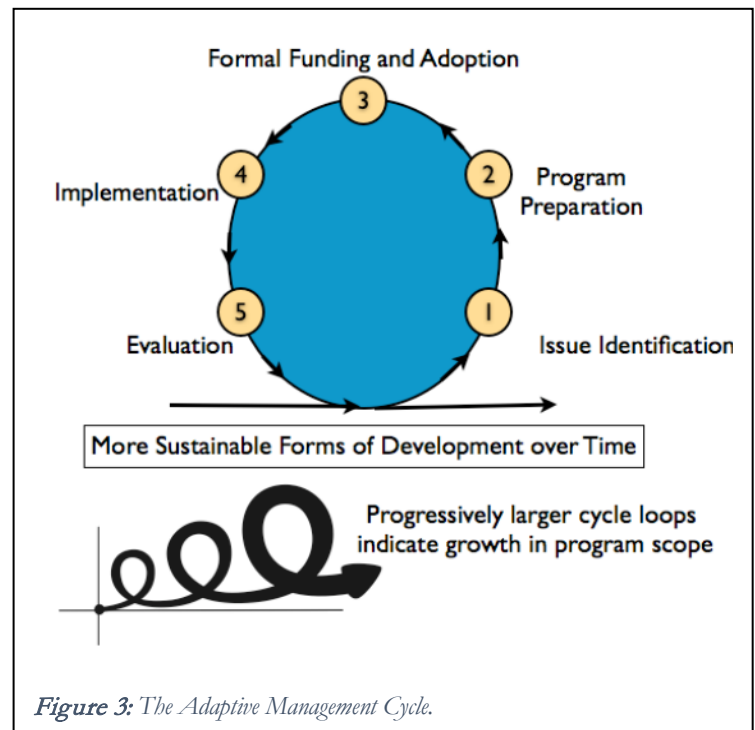 Formal Funding and Adoption
3
4
2
Implementation
Program
Preparation
5
1
Evaluation
Issue Identification
More Sustainable Forms of Development over Time
Progressively larger cycle loops
indicate growth in program scope
Figure 3: The Adaptive Management Cycle.